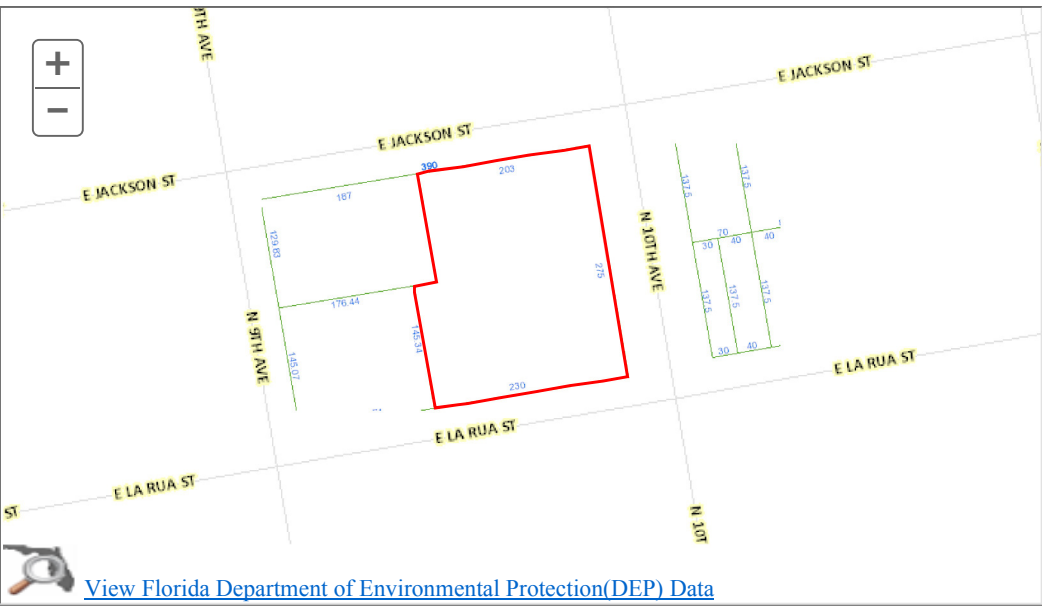 9TH AVE
E JACKSON ST
E JACKSON ST
E JACKSON ST
390
203
187
137.5
137.5
129.83
N 10TH AVE
70
30
40
40
275
176.44
137.5
137.5
137.5
N 9TH AVE
145.34
145.07
30
40
E LA RUA ST
230
E LA RUA ST
E LA RUA ST
ST
N 10T
View Florida Department of Environmental Protection(DEP) Data
+
−